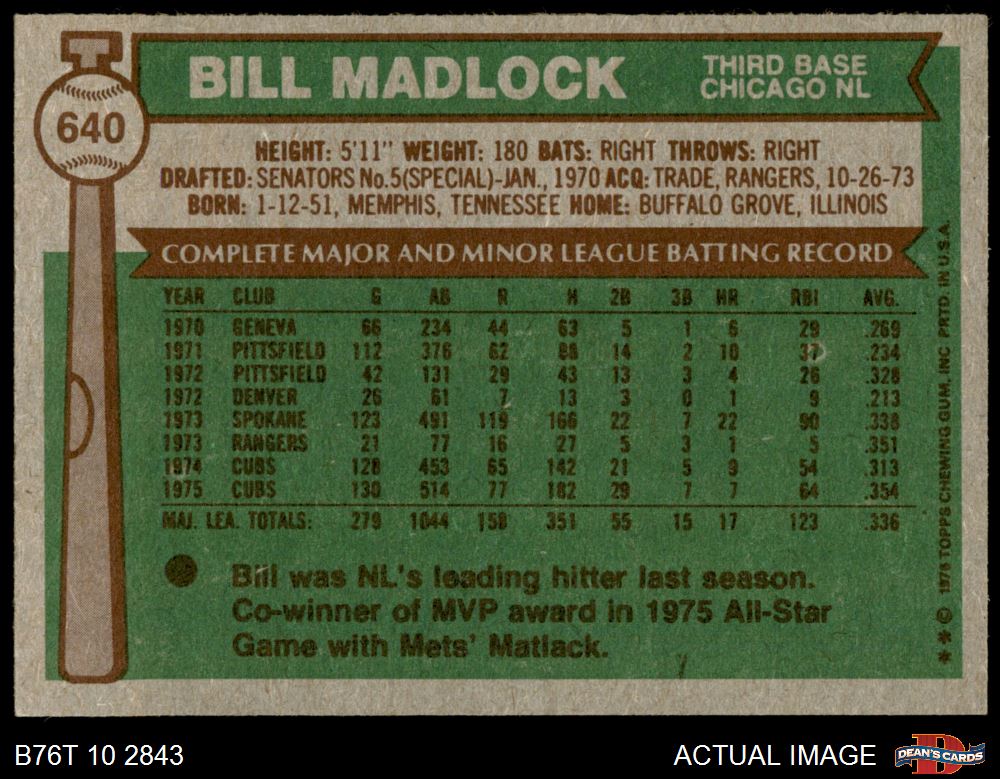 640
BILL MADLOCK
THIRD BASE
CHICAGO NL
HEIGHT: 5'11" WEIGHT: 180 BATS: RIGHT THROWS: RIGHT
DRAFTED: SENATORS No.5(SPECIAL)-JAN., 1970 ACQ: TRADE, RANGERS, 10-26-73
BORN: 1-12-51, MEMPHIS, TENNESSEE HOME: BUFFALO GROVE, ILLINOIS
COMPLETE MAJOR AND MINOR LEAGUE BATTING RECORD
YEAR CLUB G AB R H 2B 3B HR RBI AVG.
1970 GENEVA 66 234 44 63 5 1 6 29 .269
1971 PITTSFIELD 112 376 62 88 14 2 10 37 .234
1972 PITTSFIELD 42 131 29 43 13 3 4 26 .328
1972 DENVER 26 61 7 13 3 0 1 9 .213
1973 SPOKANE 123 491 119 166 22 7 22 90 .338
1973 RANGERS 21 77 16 27 5 3 1 5 .351
1974 CUBS 128 453 65 142 21 5 9 54 .313
1975 CUBS 130 514 77 182 29 7 7 64 .354
MAJ. LEA. TOTALS: 279 1044 158 351 55 15 17 123 .336
Bill was NL's leading hitter last season.
Co-winner of MVP award in 1975 All-Star
Game with Mets' Matlack.
** © 1976 TOPPS CHEWING GUM, INC PRTD. IN U.S.A.
B76T 10 2843
ACTUAL IMAGE
DEAN'S CARDS